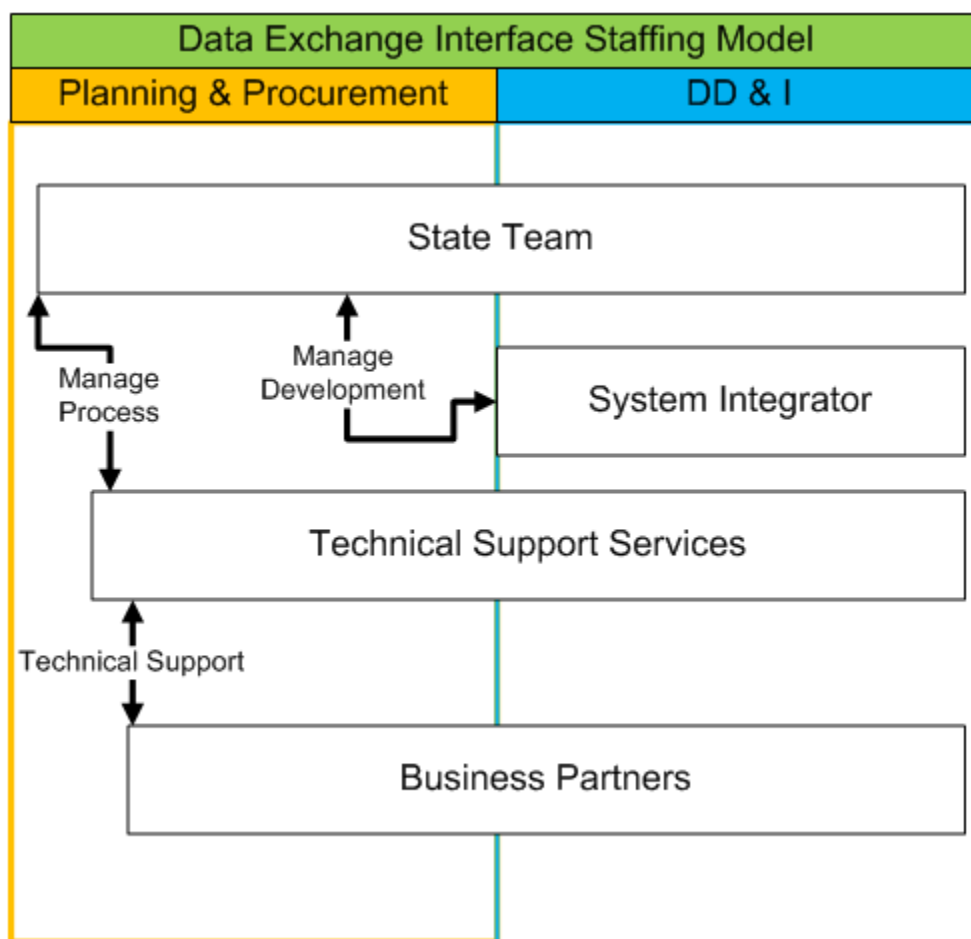 Data Exchange Interface Staffing Model
Planning & Procurement
DD & I
State Team
Manage
Process
Manage
Development
System Integrator
Technical Support Services
Technical Support
Business Partners